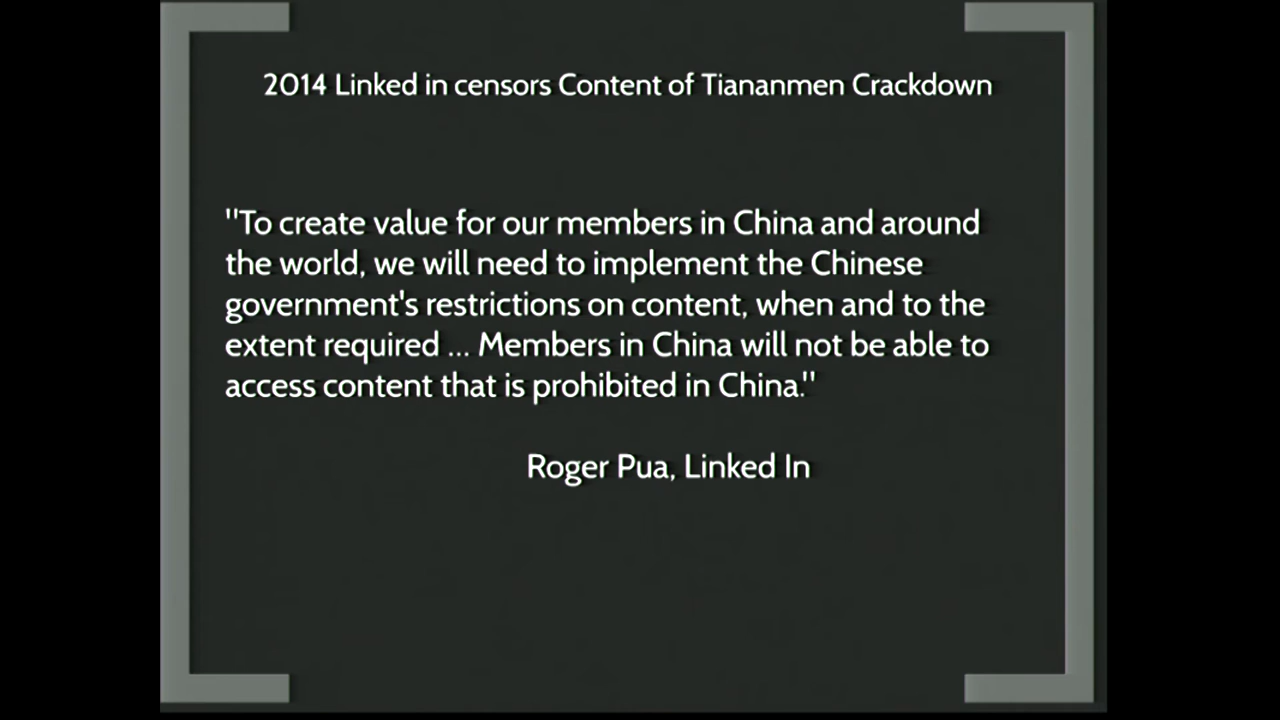 2014 Linked in censors Content of Tiananmen Crackdown
"To create value for our members in China and around
the world, we will need to implement the Chinese
government's restrictions on content, when and to the
extent required ... Members in China will not be able to
access content that is prohibited in China."
Roger Pua, Linked In